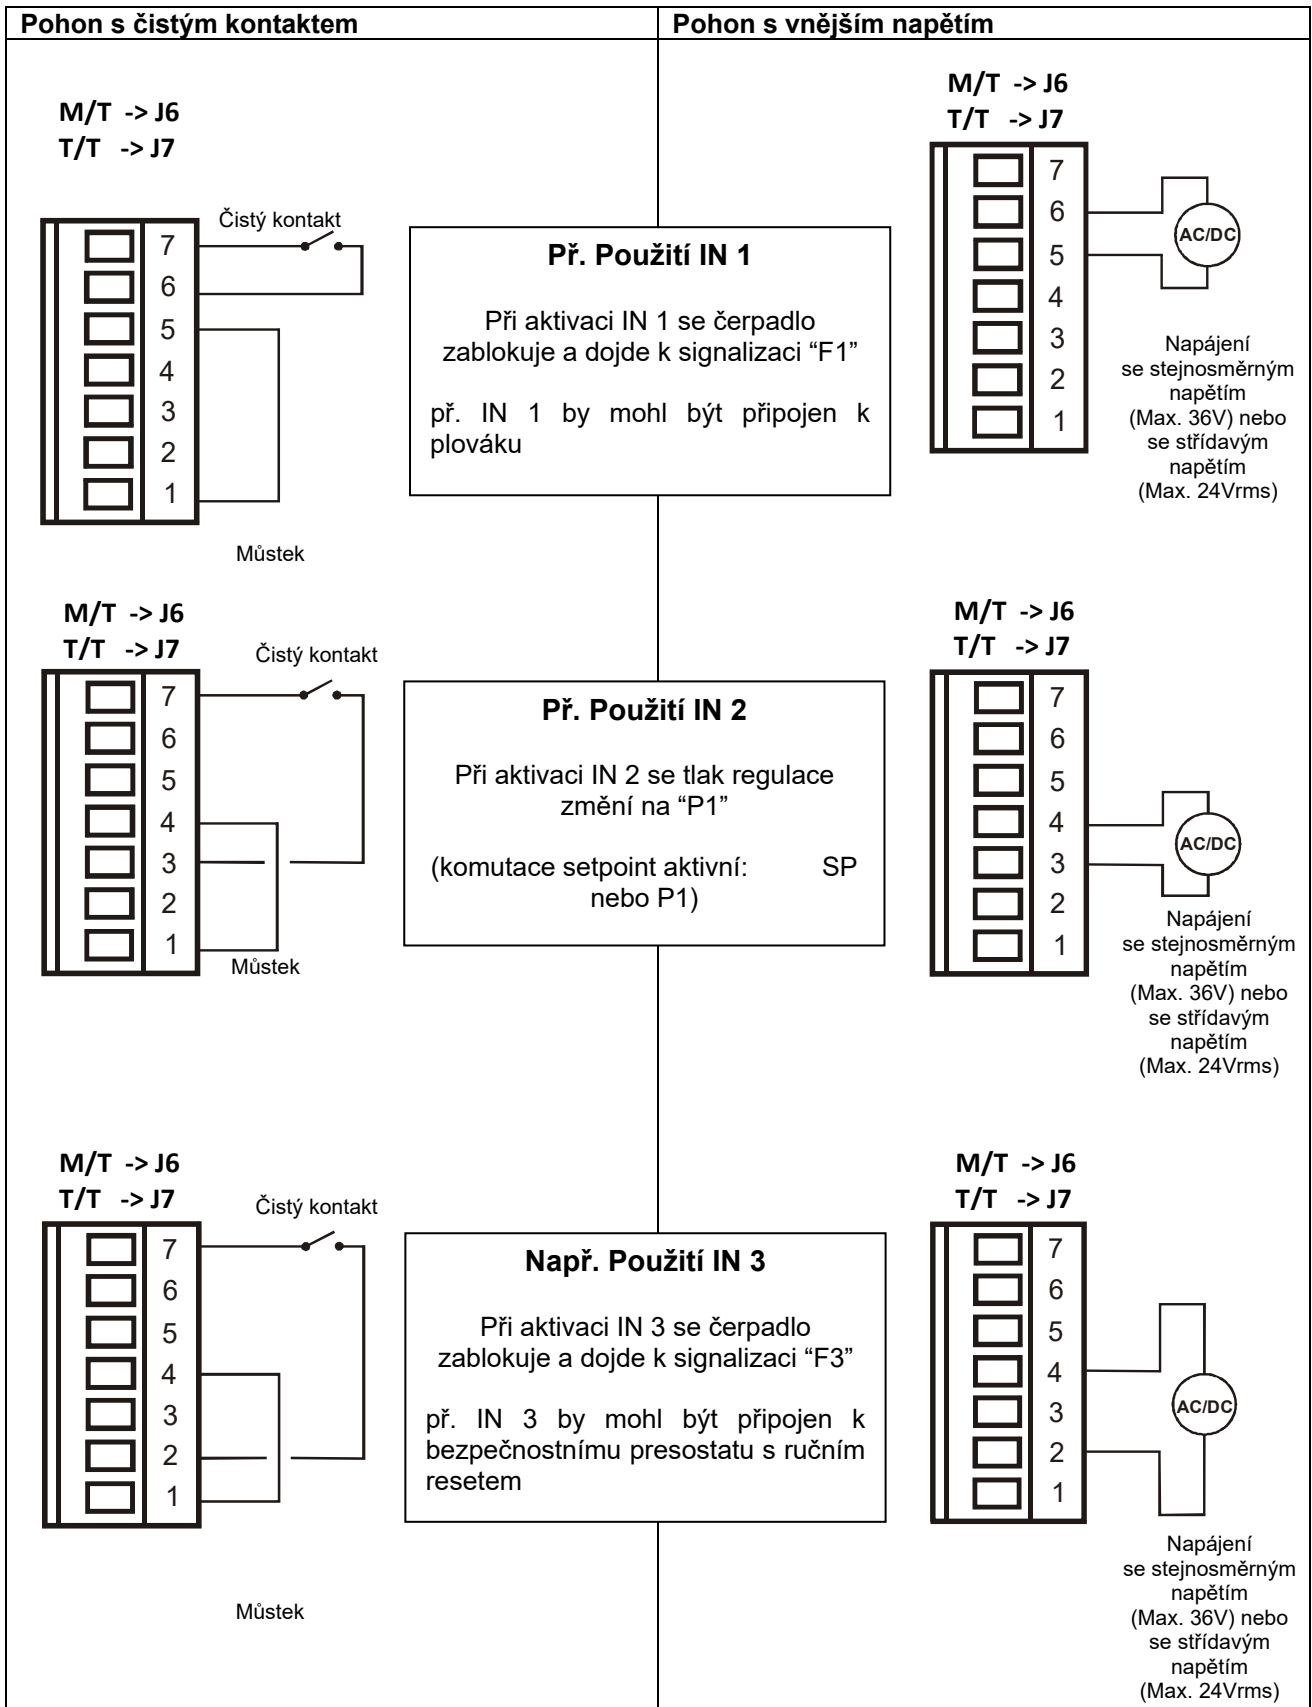 Pohon s čistým kontaktem
Pohon s vnějším napětím
M/T -> J6
T/T -> J7
Čistý kontakt
7
6
5
4
3
2
1
Můstek
Př. Použití IN 1
Při aktivaci IN 1 se čerpadlo
zablokuje a dojde k signalizaci “F1”
př. IN 1 by mohl být připojen k
plováku
M/T -> J6
T/T -> J7
7
6
5
4
3
2
1
AC/DC
Napájení
se stejnosměrným
napětím
(Max. 36V) nebo
se střídavým
napětím
(Max. 24Vrms)
M/T -> J6
T/T -> J7
Čistý kontakt
7
6
5
4
3
2
1
Můstek
Př. Použití IN 2
Při aktivaci IN 2 se tlak regulace
změní na “P1”
(komutace setpoint aktivní: SP
nebo P1)
M/T -> J6
T/T -> J7
7
6
5
4
3
2
1
AC/DC
Napájení
se stejnosměrným
napětím
(Max. 36V) nebo
se střídavým
napětím
(Max. 24Vrms)
M/T -> J6
T/T -> J7
Čistý kontakt
7
6
5
4
3
2
1
Můstek
Např. Použití IN 3
Při aktivaci IN 3 se čerpadlo
zablokuje a dojde k signalizaci “F3”
př. IN 3 by mohl být připojen k
bezpečnostnímu presostatu s ručním
resetem
M/T -> J6
T/T -> J7
7
6
5
4
3
2
1
AC/DC
Napájení
se stejnosměrným
napětím
(Max. 36V) nebo
se střídavým
napětím
(Max. 24Vrms)